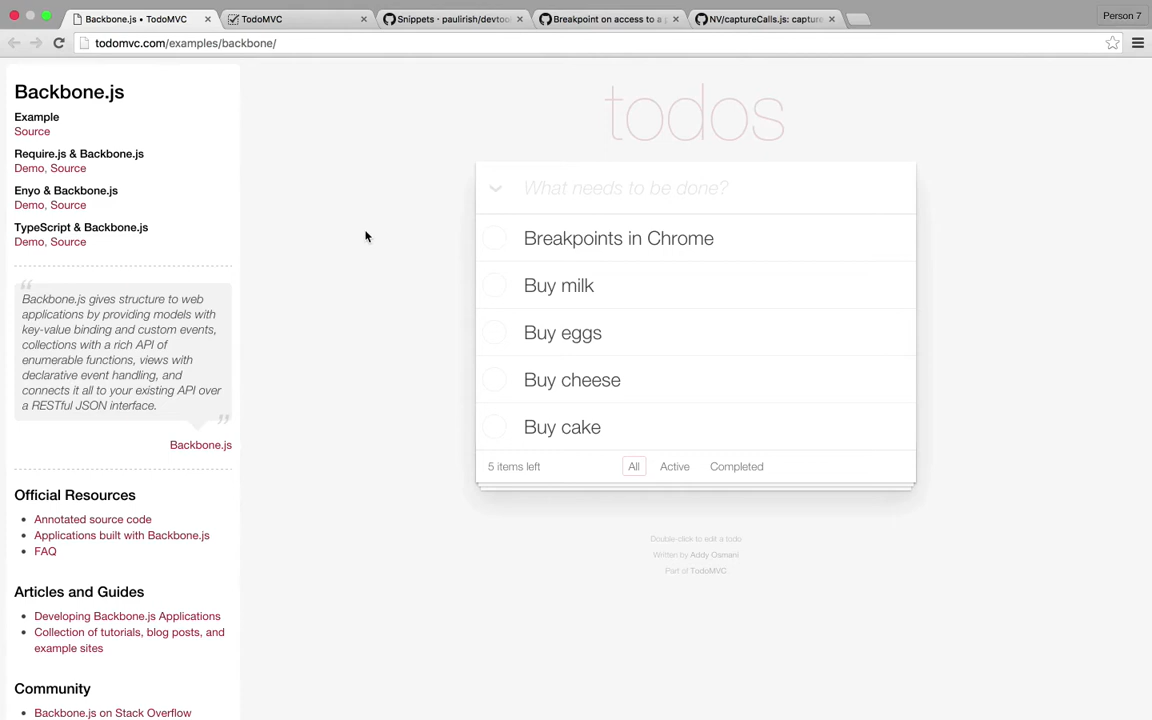 Backbone.js • TodoMVC
TodoMVC
Snippets · paulirish/devtool
Breakpoint on access to a p
NV/captureCalls.js: capture
Person 7
todomvc.com/examples/backbone/
Backbone.js
Example
Source
Require.js & Backbone.js
Demo, Source
Enyo & Backbone.js
Demo, Source
TypeScript & Backbone.js
Demo, Source
“
Backbone.js gives structure to web
applications by providing models with
key-value binding and custom events,
collections with a rich API of
enumerable functions, views with
declarative event handling, and
connects it all to your existing API over
a RESTful JSON interface.
”
Backbone.js
Official Resources
• Annotated source code
• Applications built with Backbone.js
• FAQ
Articles and Guides
• Developing Backbone.js Applications
• Collection of tutorials, blog posts, and
example sites
Community
• Backbone.js on Stack Overflow
todos
What needs to be done?
Breakpoints in Chrome
Buy milk
Buy eggs
Buy cheese
Buy cake
5 items left All Active Completed
Double-click to edit a todo
Written by Addy Osmani
Part of TodoMVC